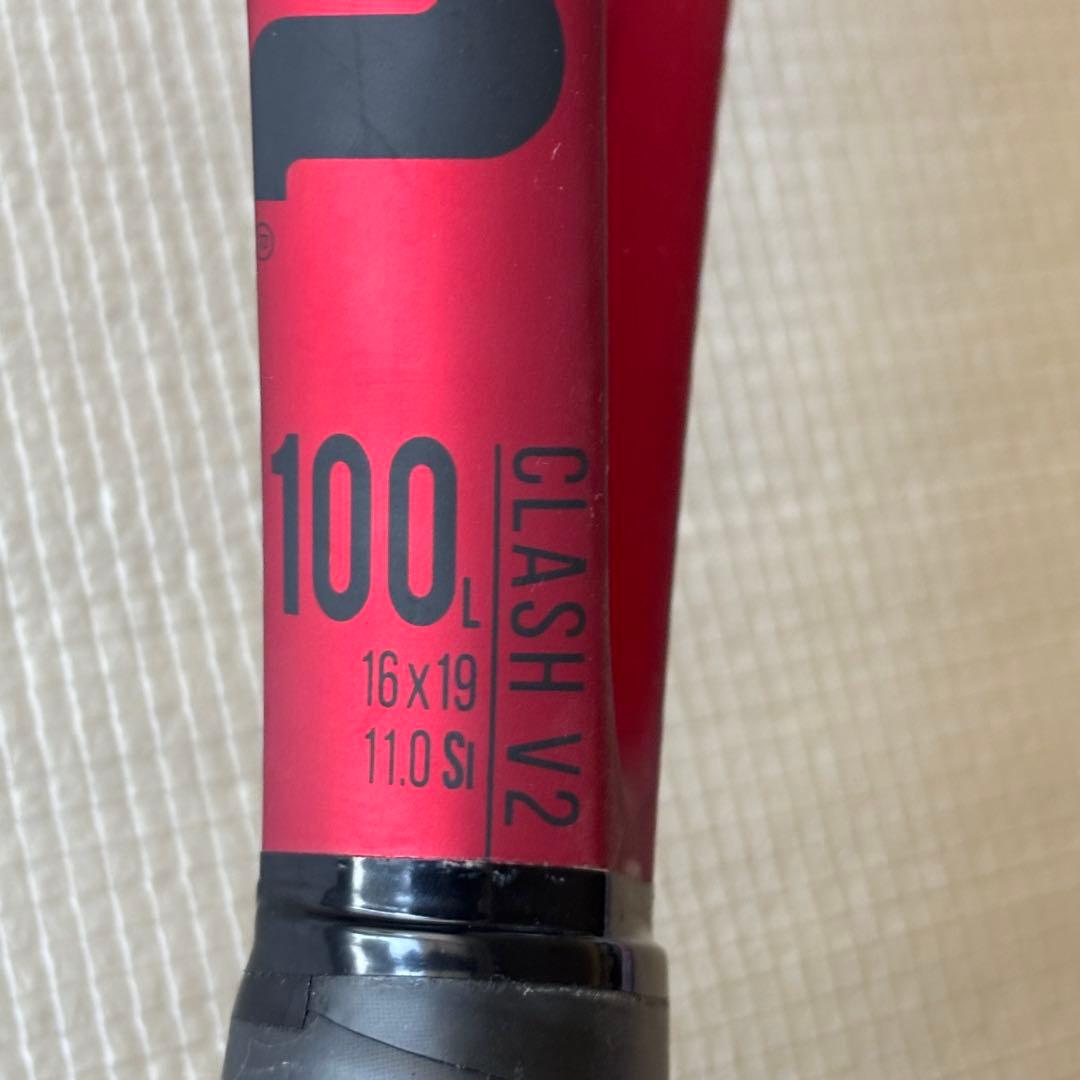 ®
100L
16x19
11.0 Si
CLASH V2